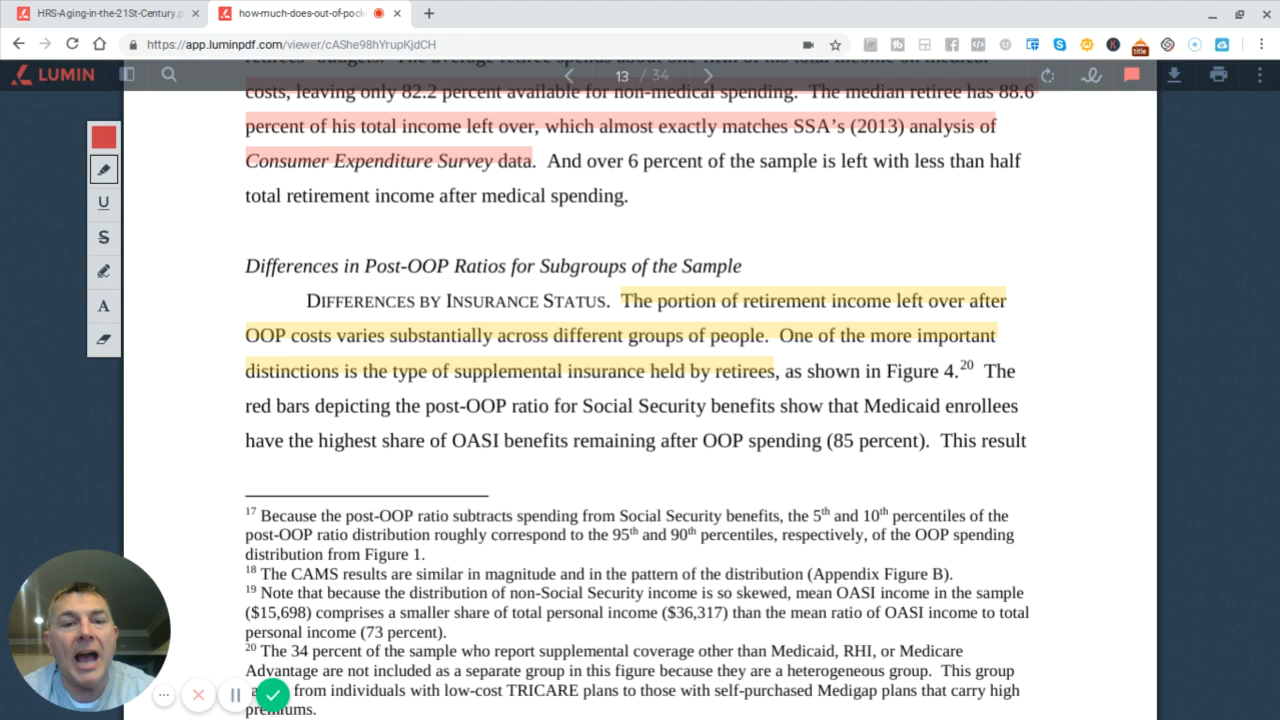 HRS-Aging-in-the-21St-Century.p
how-much-does-out-of-pock
https://app.luminpdf.com/viewer/cAShe98hYrupKjdCH
title
LUMIN
13 / 34
costs, leaving only 82.2 percent available for non-medical spending. The median retiree has 88.6
percent of his total income left over, which almost exactly matches SSA's (2013) analysis of
Consumer Expenditure Survey data. And over 6 percent of the sample is left with less than half
total retirement income after medical spending.
Differences in Post-OOP Ratios for Subgroups of the Sample
DIFFERENCES BY INSURANCE STATUS. The portion of retirement income left over after
OOP costs varies substantially across different groups of people. One of the more important
distinctions is the type of supplemental insurance held by retirees, as shown in Figure 4.20 The
red bars depicting the post-OOP ratio for Social Security benefits show that Medicaid enrollees
have the highest share of OASI benefits remaining after OOP spending (85 percent). This result
17 Because the post-OOP ratio subtracts spending from Social Security benefits, the 5th and 10th percentiles of the
post-OOP ratio distribution roughly correspond to the 95th and 90th percentiles, respectively, of the OOP spending
distribution from Figure 1.
18 The CAMS results are similar in magnitude and in the pattern of the distribution (Appendix Figure B).
19 Note that because the distribution of non-Social Security income is so skewed, mean OASI income in the sample
($15,698) comprises a smaller share of total personal income ($36,317) than the mean ratio of OASI income to total
personal income (73 percent).
20 The 34 percent of the sample who report supplemental coverage other than Medicaid, RHI, or Medicare
Advantage are not included as a separate group in this figure because they are a heterogeneous group. This group
from individuals with low-cost TRICARE plans to those with self-purchased Medigap plans that carry high
premiums.